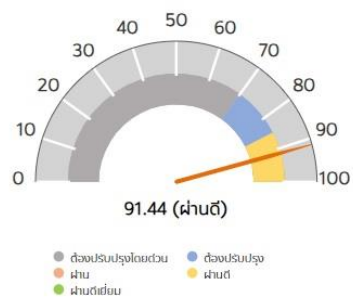 50
40 60
30 70
20 80
10 90
0 100
91.44 (ผ่านดี)
ต้องปรับปรุงโดยด่วน ต้องปรับปรุง
ผ่าน ผ่านดี
ผ่านดีเยี่ยม